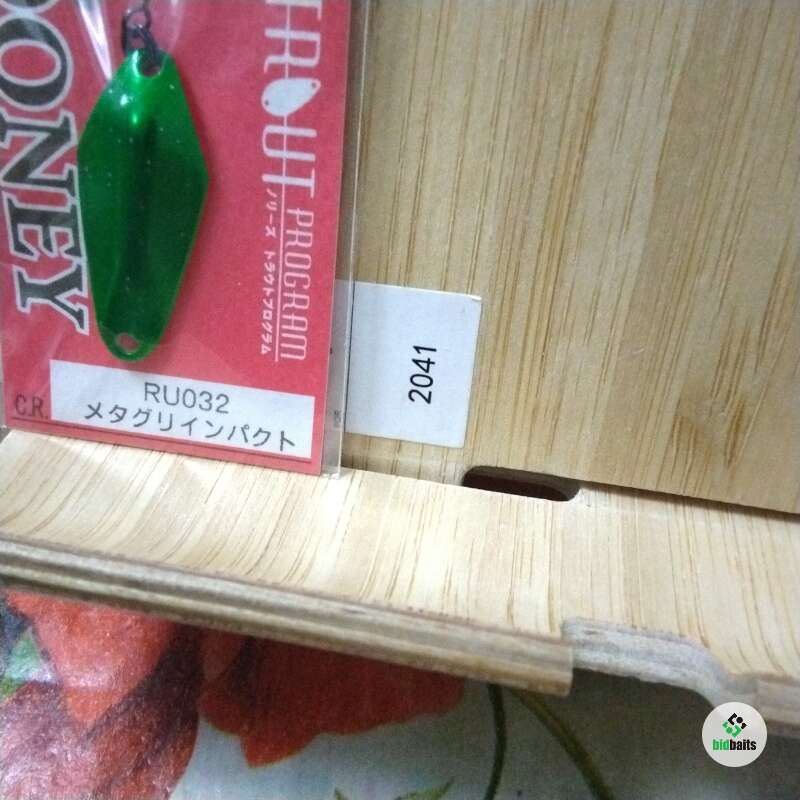 OONEY
TROUT
PROGRAM
ノリーズ トラウトプログラム
C.R.
RU032
メタグリインパクト
2041
bidbaits